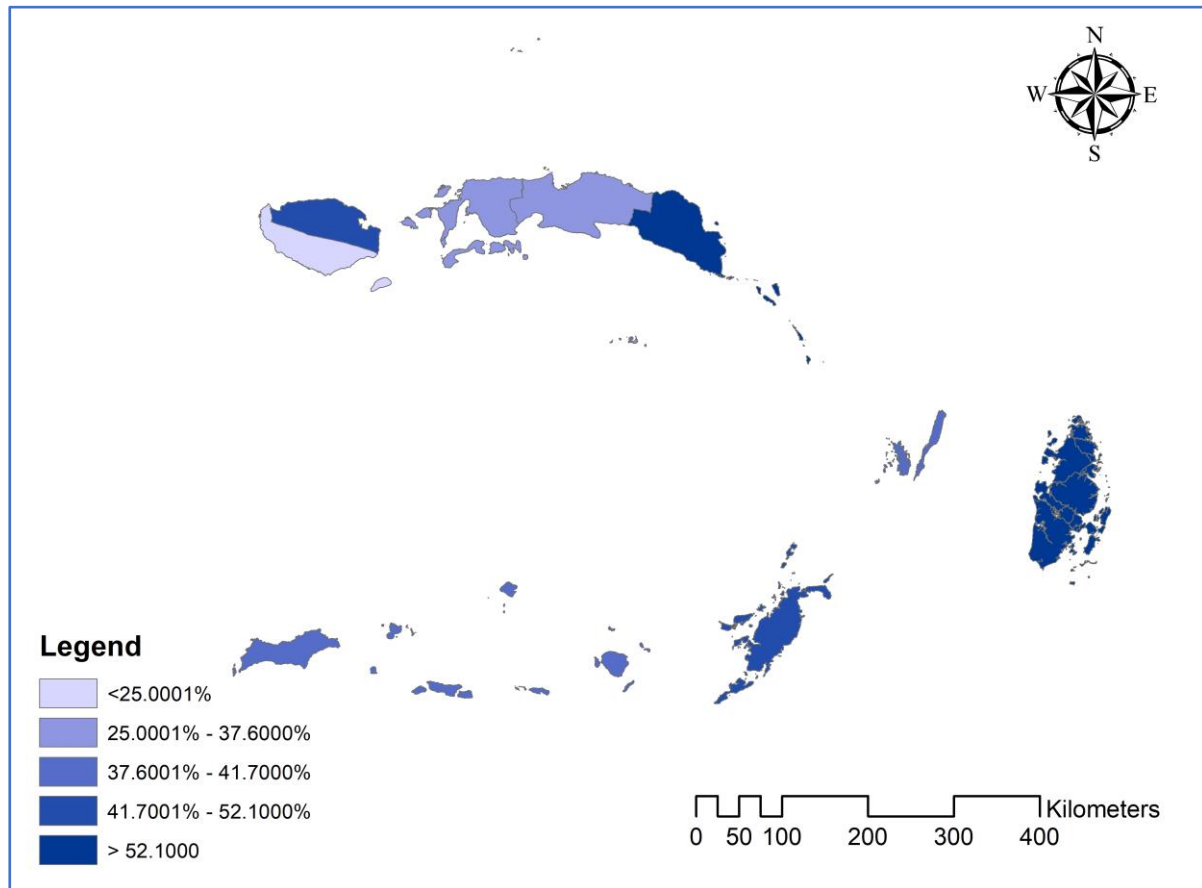 N
W E
S
Legend
<25.0001%
25.0001% - 37.6000%
37.6001% - 41.7000%
41.7001% - 52.1000%
> 52.1000
Kilometers
0 50 100 200 300 400